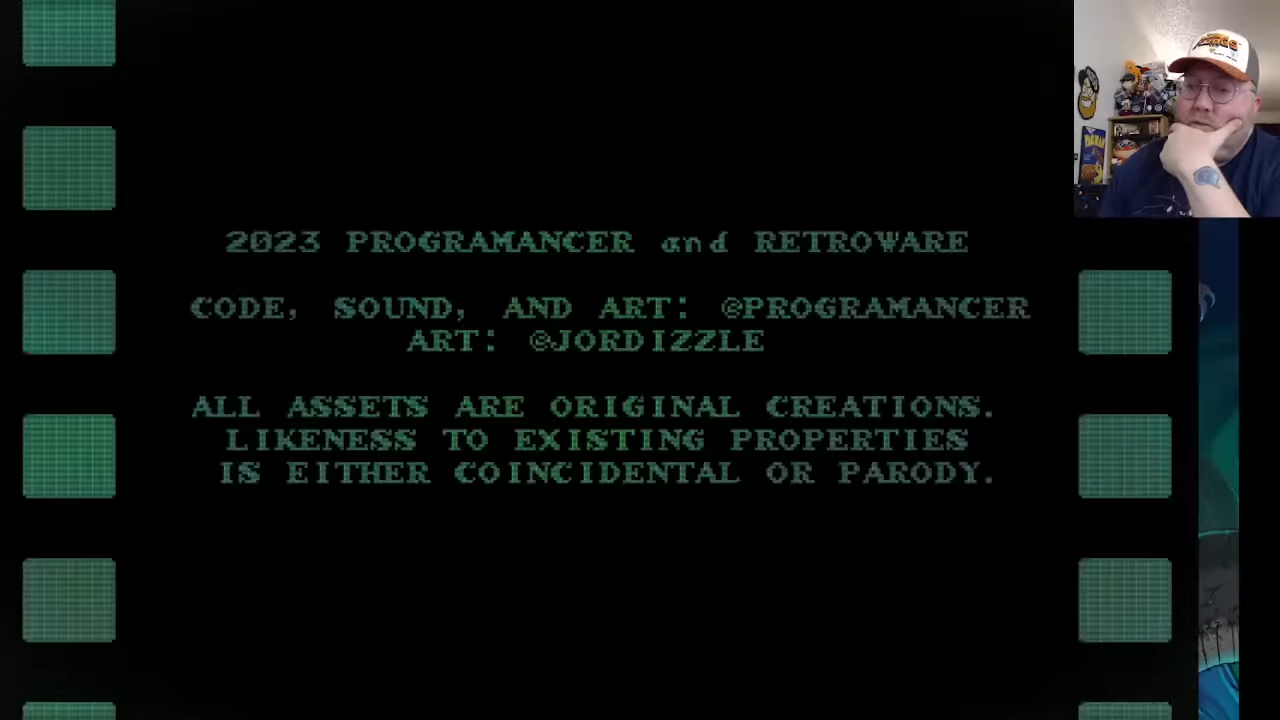 2023 PROGRAMANCER and RETROWARE
CODE, SOUND, AND ART: @PROGRAMANCER
ART: @JORDIZZLE
ALL ASSETS ARE ORIGINAL CREATIONS.
LIKENESS TO EXISTING PROPERTIES
IS EITHER COINCIDENTAL OR PARODY.